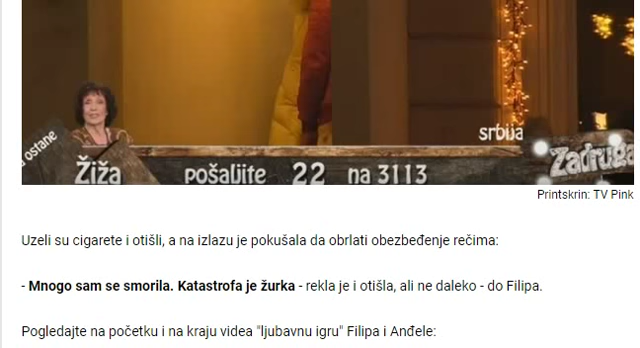 ostane
srbija
Zadruga
Žiža pošaljite 22 na 3113
Printskrin: TV Pink
Uzeli su cigarete i otišli, a na izlazu je pokušala da obrlati obezbeđenje rečima:
- Mnogo sam se smorila. Katastrofa je žurka - rekla je i otišla, ali ne daleko - do Filipa.
Pogledajte na početku i na kraju videa "ljubavnu igru" Filipa i Anđele: